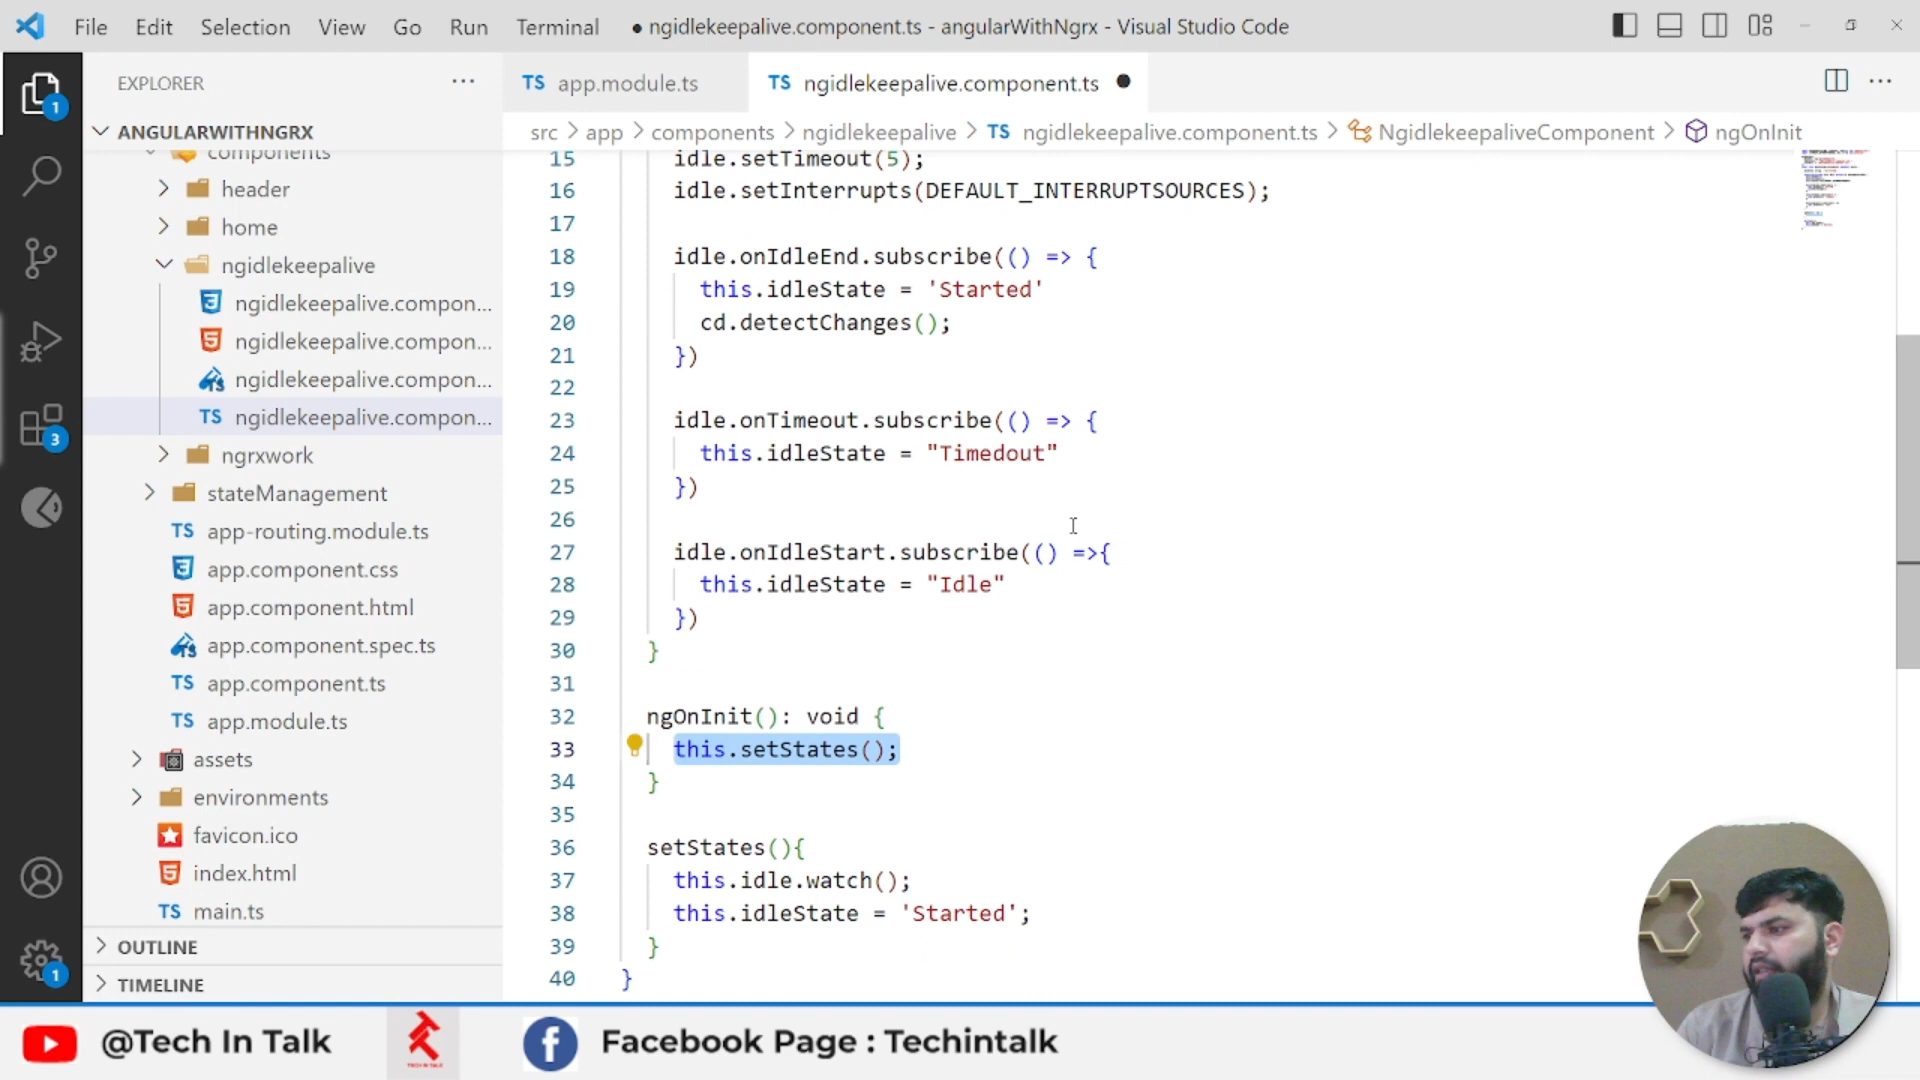 File Edit Selection View Go Run Terminal ● ngidlekeepalive.component.ts - angularWithNgrx - Visual Studio Code
EXPLORER ...
TS app.module.ts TS ngidlekeepalive.component.ts ●
1
ANGULARWITHNGRX
src > app > components > ngidlekeepalive > TS ngidlekeepalive.component.ts > NgidlekeepaliveComponent > ngOnInit
components
header
home
ngidlekeepalive
ngidlekeepalive.compon...
ngidlekeepalive.compon...
ngidlekeepalive.compon...
TS ngidlekeepalive.compon...
3
ngrxwork
stateManagement
TS app-routing.module.ts
app.component.css
app.component.html
app.component.spec.ts
TS app.component.ts
TS app.module.ts
assets
environments
favicon.ico
index.html
TS main.ts
OUTLINE
1
TIMELINE
15 idle.setTimeout(5);
16 idle.setInterrupts(DEFAULT_INTERRUPTSOURCES);
17
18 idle.onIdleEnd.subscribe(() => {
19 this.idleState = 'Started'
20 cd.detectChanges();
21 })
22
23 idle.onTimeout.subscribe(() => {
24 this.idleState = "Timedout"
25 })
26
27 idle.onIdleStart.subscribe(() =>{
28 this.idleState = "Idle"
29 })
30 }
31
32 ngOnInit(): void {
33 this.setStates();
34 }
35
36 setStates(){
37 this.idle.watch();
38 this.idleState = 'Started';
39 }
40 }
@Tech In Talk
TECH IN TALK
Facebook Page : Techintalk